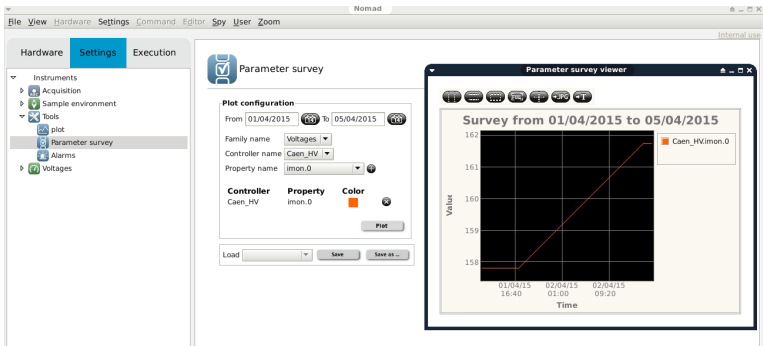 Nomad
File View Hardware Settings Command Editor Spy User Zoom
Internal use
Hardware Settings Execution
Instruments
Acquisition
Sample environment
Tools
plot
Parameter survey
Alarms
Voltages
Parameter survey
Plot configuration
From 01/04/2015 To 05/04/2015
Family name Voltages
Controller name Caen_HV
Property name imon.0
Controller Property Color
Caen_HV imon.0
Plot
Load Save Save as ...
Parameter survey viewer
JPG T
Survey from 01/04/2015 to 05/04/2015
Caen_HV.imon.0
162
161
160
159
158
Value
01/04/15 02/04/15 02/04/15
16:40 01:00 09:20
Time